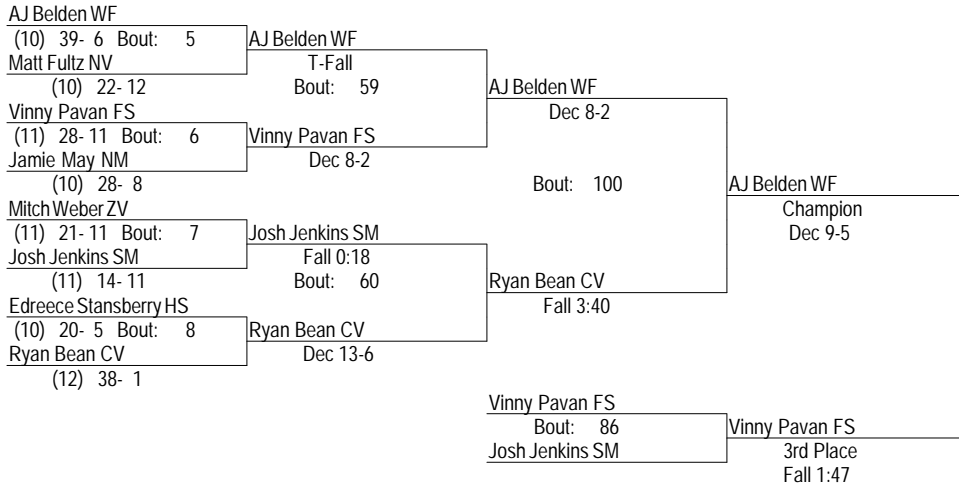 AJ Belden WF
(10) 39- 6 Bout: 5
AJ Belden WF
Matt Fultz NV
T-Fall
(10) 22- 12
Bout: 59
AJ Belden WF
Vinny Pavan FS
Dec 8-2
(11) 28- 11 Bout: 6
Vinny Pavan FS
Jamie May NM
Dec 8-2
(10) 28- 8
Bout: 100
AJ Belden WF
Mitch Weber ZV
Champion
(11) 21- 11 Bout: 7
Josh Jenkins SM
Dec 9-5
Josh Jenkins SM
Fall 0:18
(11) 14- 11
Bout: 60
Ryan Bean CV
Edreece Stansberry HS
Fall 3:40
(10) 20- 5 Bout: 8
Ryan Bean CV
Ryan Bean CV
Dec 13-6
(12) 38- 1
Vinny Pavan FS
Bout: 86
Vinny Pavan FS
Josh Jenkins SM
3rd Place
Fall 1:47